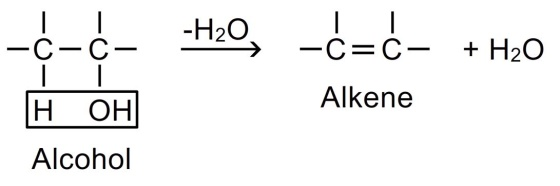 -H₂O
C C C=C + H₂O
H OH Alkene
Alcohol